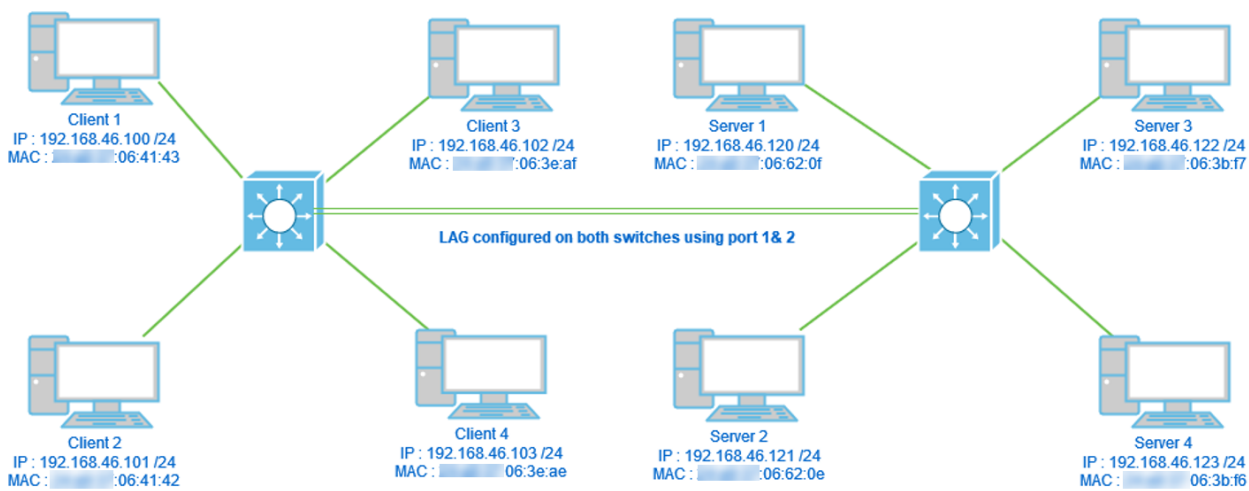 Client 1
IP : 192.168.46.100 /24
MAC : :06:41:43
Client 3
IP : 192.168.46.102 /24
MAC : 7:06:3e:af
Server 1
IP : 192.168.46.120 /24
MAC : 7:06:62:0f
Server 3
IP : 192.168.46.122 /24
MAC : :06:3b:f7
LAG configured on both switches using port 1& 2
Client 2
IP : 192.168.46.101 /24
MAC : :06:41:42
Client 4
IP : 192.168.46.103 /24
MAC : 06:3e:ae
Server 2
IP : 192.168.46.121 /24
MAC : :06:62:0e
Server 4
IP : 192.168.46.123 /24
MAC : 06:3b:f6